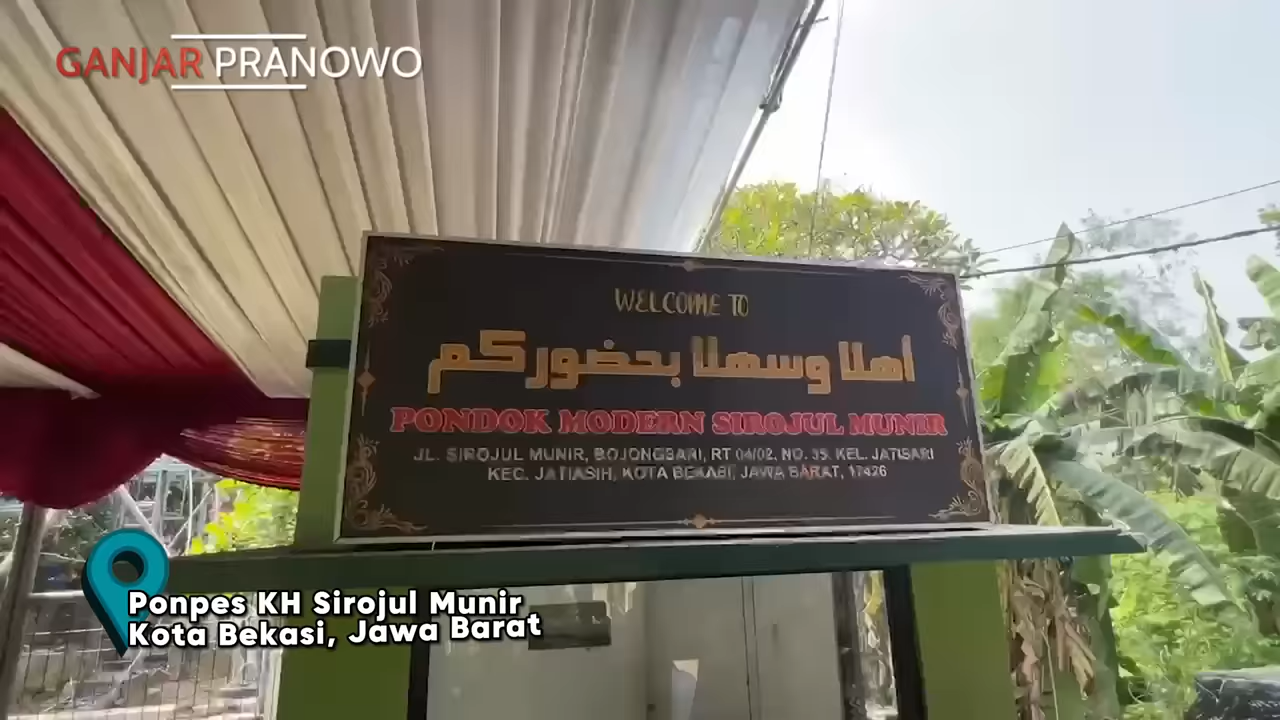 GANJAR PRANOWO
WELCOME TO
أهلا وسهلا بحضوركم
PONDOK MODERN SIROJUL MUNIR
JL. SIROJUL MUNIR, BOJONGSARI, RT 04/02, NO. 35, KEL. JATISARI
KEC. JATIASIH, KOTA BEKASI, JAWA BARAT, 17426
Ponpes KH Sirojul Munir
Kota Bekasi, Jawa Barat